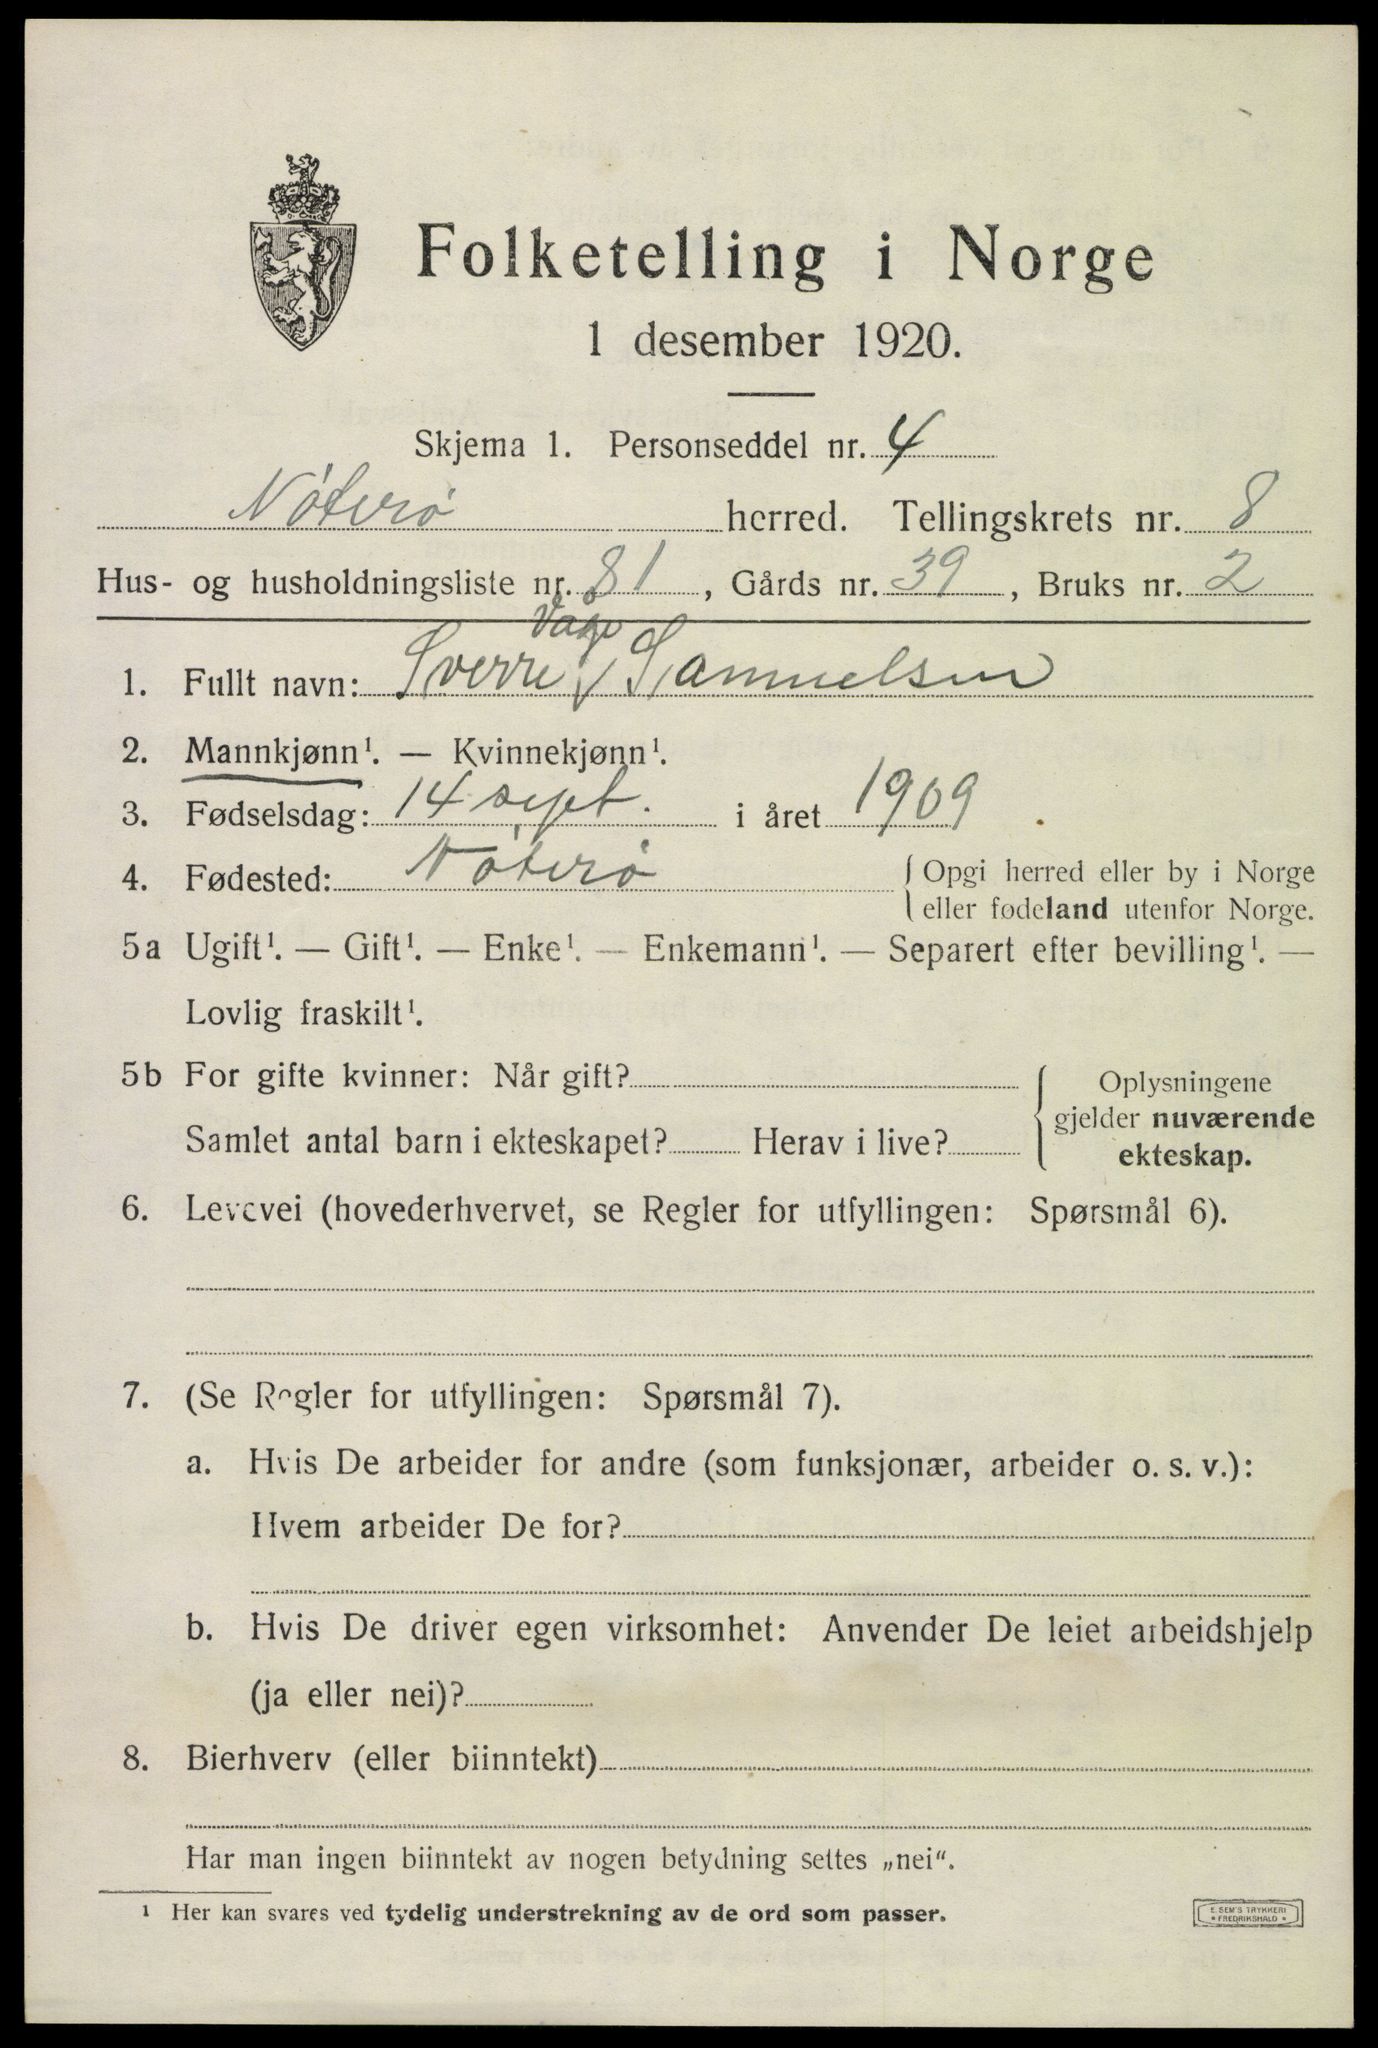 Folketelling i Norge
1 desember 1920.
Skjema 1. Personseddel nr. 4
Nøterø herred. Tellingskrets nr. 8
Hus- og husholdningsliste nr. 81, Gårds nr. 39, Bruks nr. 2
1. Fullt navn: Sverre Samuelsen
2. Mannkjønn¹. — Kvinnekjønn¹.
3. Fødselsdag: 14 sept. i året 1909
4. Fødested: Nøterø { Opgi herred eller by i Norge
eller fødeland utenfor Norge.
5a Ugift¹. — Gift¹. — Enke¹. — Enkemann¹. — Separert efter bevilling¹. —
Lovlig fraskilt¹.
5b For gifte kvinner: Når gift?
Samlet antal barn i ekteskapet? Herav i live?
{ Oplysningene
gjelder nuværende
ekteskap.
6. Levevei (hovederhvervet, se Regler for utfyllingen: Spørsmål 6).
7. (Se Regler for utfyllingen: Spørsmål 7).
a. Hvis De arbeider for andre (som funksjonær, arbeider o. s. v.):
Hvem arbeider De for?
b. Hvis De driver egen virksomhet: Anvender De leiet arbeidshjelp
(ja eller nei)?
8. Bierhverv (eller biinntekt)
Har man ingen biinntekt av nogen betydning settes „nei“.
¹ Her kan svares ved tydelig understrekning av de ord som passer.
E. SEM'S TRYKKERI
FREDRIKSHALD